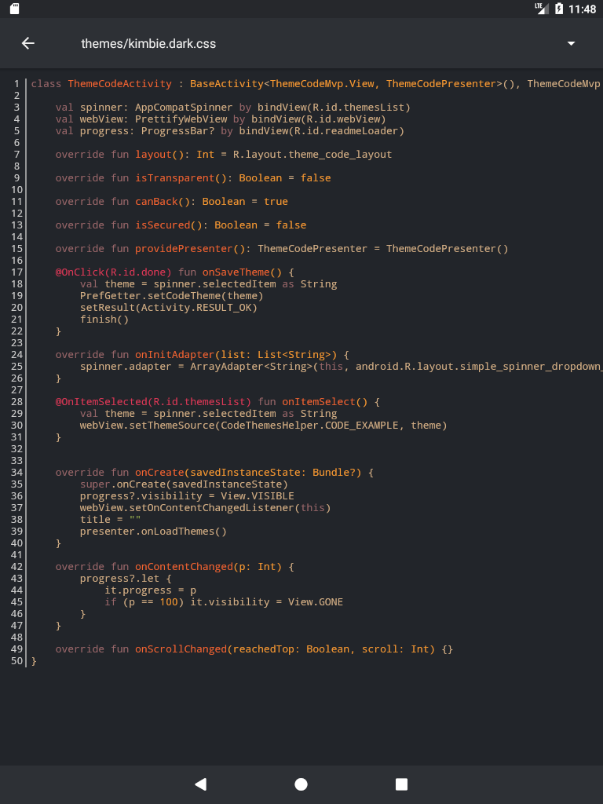 LTE 11:48
themes/kimbie.dark.css
1 class ThemeCodeActivity : BaseActivity<ThemeCodeMvp.View, ThemeCodePresenter>(), ThemeCodeMvp
2
3 val spinner: AppCompatSpinner by bindView(R.id.themesList)
4 val webView: PrettifyWebView by bindView(R.id.webView)
5 val progress: ProgressBar? by bindView(R.id.readmeLoader)
6
7 override fun layout(): Int = R.layout.theme_code_layout
8
9 override fun isTransparent(): Boolean = false
10
11 override fun canBack(): Boolean = true
12
13 override fun isSecured(): Boolean = false
14
15 override fun providePresenter(): ThemeCodePresenter = ThemeCodePresenter()
16
17 @OnClick(R.id.done) fun onSaveTheme() {
18 val theme = spinner.selectedItem as String
19 PrefGetter.setCodeTheme(theme)
20 setResult(Activity.RESULT_OK)
21 finish()
22 }
23
24 override fun onInitAdapter(list: List<String>) {
25 spinner.adapter = ArrayAdapter<String>(this, android.R.layout.simple_spinner_dropdown_
26 }
27
28 @OnItemSelected(R.id.themesList) fun onItemSelect() {
29 val theme = spinner.selectedItem as String
30 webView.setThemeSource(CodeThemesHelper.CODE_EXAMPLE, theme)
31 }
32
33
34 override fun onCreate(savedInstanceState: Bundle?) {
35 super.onCreate(savedInstanceState)
36 progress?.visibility = View.VISIBLE
37 webView.setOnContentChangedListener(this)
38 title = ""
39 presenter.onLoadThemes()
40 }
41
42 override fun onContentChanged(p: Int) {
43 progress?.let {
44 it.progress = p
45 if (p == 100) it.visibility = View.GONE
46 }
47 }
48
49 override fun onScrollChanged(reachedTop: Boolean, scroll: Int) {}
50 }